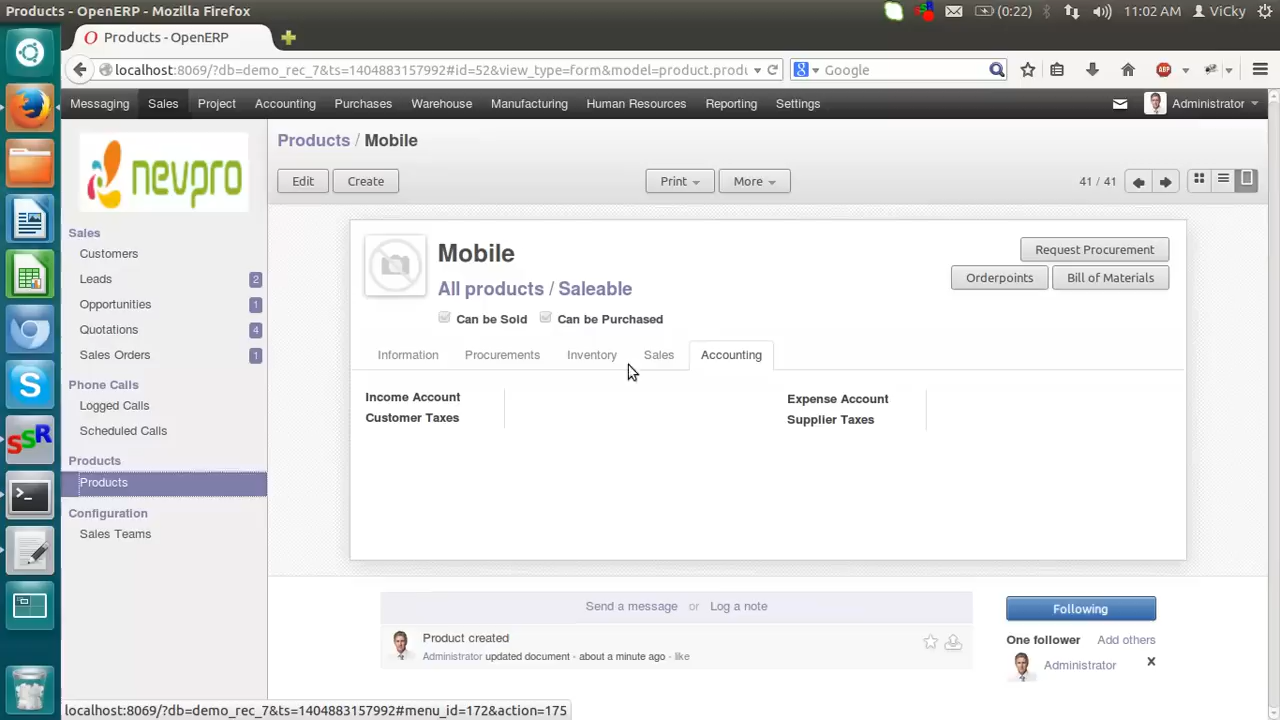 Products - OpenERP - Mozilla Firefox
(0:22)
11:02 AM
ViCky
Products - OpenERP
localhost:8069/?db=demo_rec_7&ts=1404883157992#id=52&view_type=form&model=product.produ
Google
ABP
Messaging
Sales
Project
Accounting
Purchases
Warehouse
Manufacturing
Human Resources
Reporting
Settings
Administrator
nevpro
Products / Mobile
Edit
Create
Print
More
41 / 41
Sales
Customers
Leads 2
Opportunities 1
Quotations 4
Sales Orders 1
Phone Calls
Logged Calls
Scheduled Calls
Products
Products
Configuration
Sales Teams
Mobile
All products / Saleable
Can be Sold
Can be Purchased
Request Procurement
Orderpoints
Bill of Materials
Information
Procurements
Inventory
Sales
Accounting
Income Account
Customer Taxes
Expense Account
Supplier Taxes
Send a message or Log a note
Product created
Administrator updated document - about a minute ago - like
Following
One follower
Add others
Administrator
SSR
localhost:8069/?db=demo_rec_7&ts=1404883157992#menu_id=172&action=175